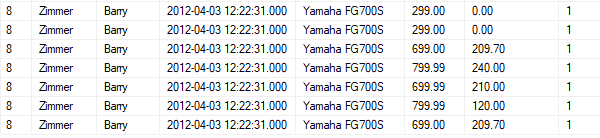 8 Zimmer Barry 2012-04-03 12:22:31.000 Yamaha FG700S 299.00 0.00 1
8 Zimmer Barry 2012-04-03 12:22:31.000 Yamaha FG700S 299.00 0.00 1
8 Zimmer Barry 2012-04-03 12:22:31.000 Yamaha FG700S 699.00 209.70 1
8 Zimmer Barry 2012-04-03 12:22:31.000 Yamaha FG700S 799.99 240.00 1
8 Zimmer Barry 2012-04-03 12:22:31.000 Yamaha FG700S 699.99 210.00 1
8 Zimmer Barry 2012-04-03 12:22:31.000 Yamaha FG700S 799.99 120.00 1
8 Zimmer Barry 2012-04-03 12:22:31.000 Yamaha FG700S 699.00 209.70 1